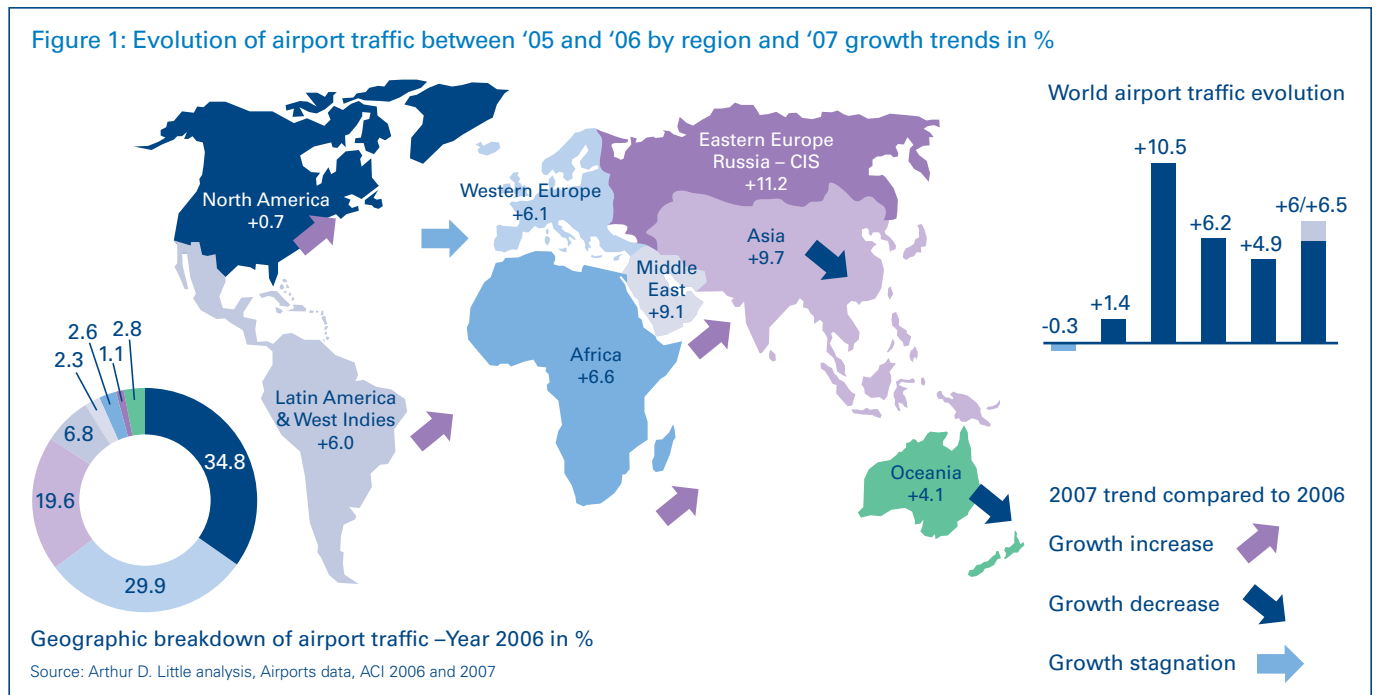 Figure 1: Evolution of airport traffic between ‘05 and ‘06 by region and ‘07 growth trends in %
North America
+0.7
Western Europe
+6.1
Eastern Europe
Russia – CIS
+11.2
Asia
+9.7
Middle
East
+9.1
Africa
+6.6
Latin America
& West Indies
+6.0
Oceania
+4.1
World airport traffic evolution
-0.3
+1.4
+10.5
+6.2
+4.9
+6/+6.5
2.6
2.8
2.3
1.1
6.8
34.8
19.6
29.9
Geographic breakdown of airport traffic –Year 2006 in %
Source: Arthur D. Little analysis, Airports data, ACI 2006 and 2007
2007 trend compared to 2006
Growth increase
Growth decrease
Growth stagnation